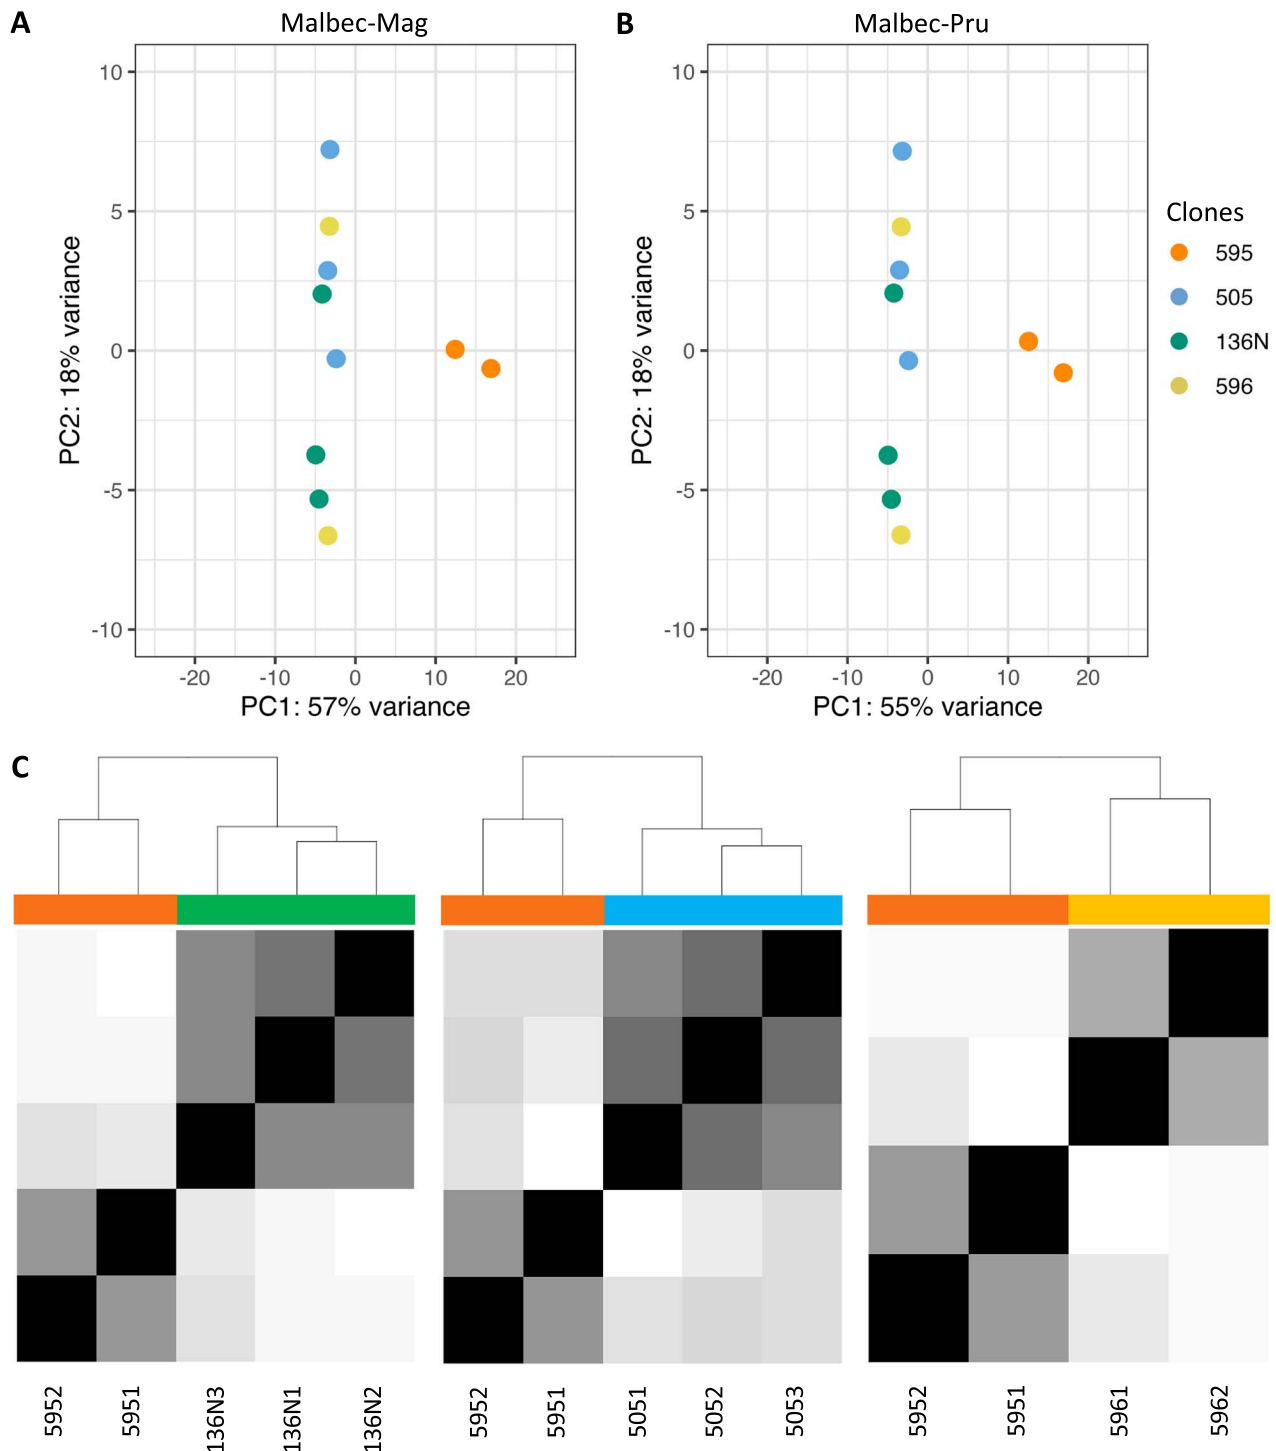 A
Malbec-Mag
10
5
0
-5
-10
PC2: 18% variance
-20 -10 0 10 20
PC1: 57% variance
B
Malbec-Pru
10
5
0
-5
-10
PC2: 18% variance
-20 -10 0 10 20
PC1: 55% variance
Clones
595
505
136N
596
C
5952 5951 136N3 136N1 136N2
5952 5951 5051 5052 5053
5952 5951 5961 5962